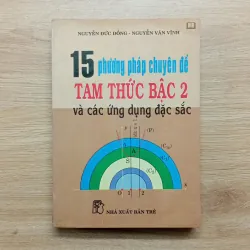 NGUYỄN ĐỨC ĐỒNG - NGUYỄN VĂN VĨNH
15 phương pháp chuyên đề
TAM THỨC BẬC 2
và các ứng dụng đặc sắc
NHÀ XUẤT BẢN TRẺ